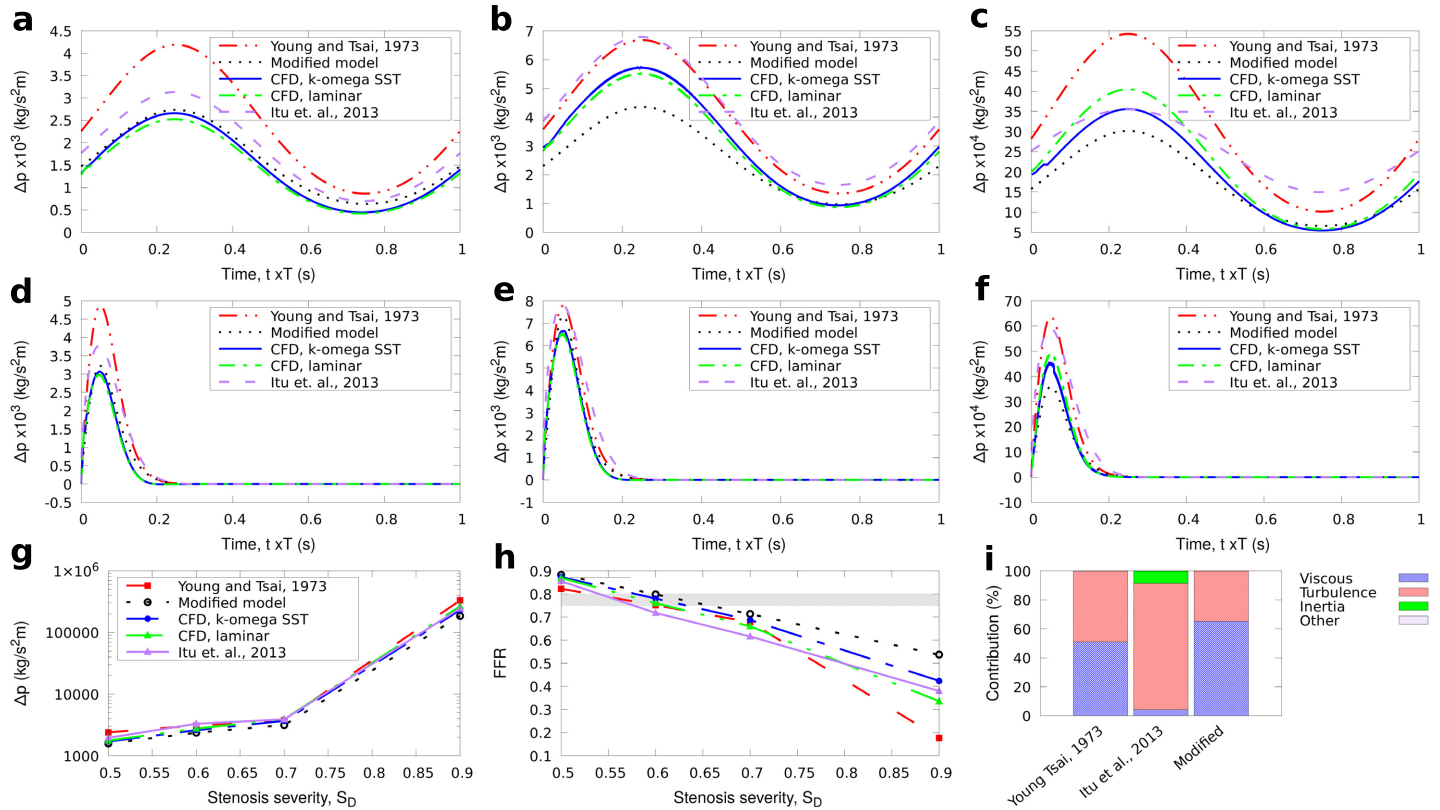 a
4.5
4
3.5
3
2.5
2
1.5
1
0.5
0
Δp x10³ (kg/s²m)
Young and Tsai, 1973
Modified model
CFD, k-omega SST
CFD, laminar
Itu et. al., 2013
0 0.2 0.4 0.6 0.8 1
Time, t xT (s)
b
7
6
5
4
3
2
1
0
Δp x10³ (kg/s²m)
Young and Tsai, 1973
Modified model
CFD, k-omega SST
CFD, laminar
Itu et. al., 2013
0 0.2 0.4 0.6 0.8 1
Time, t xT (s)
c
55
50
45
40
35
30
25
20
15
10
5
Δp x10⁴ (kg/s²m)
Young and Tsai, 1973
Modified model
CFD, k-omega SST
CFD, laminar
Itu et. al., 2013
0 0.2 0.4 0.6 0.8 1
Time, t xT (s)
d
5
4.5
4
3.5
3
2.5
2
1.5
1
0.5
0
-0.5
Δp x10³ (kg/s²m)
Young and Tsai, 1973
Modified model
CFD, k-omega SST
CFD, laminar
Itu et. al., 2013
0 0.2 0.4 0.6 0.8 1
Time, t xT (s)
e
8
7
6
5
4
3
2
1
0
-1
Δp x10³ (kg/s²m)
Young and Tsai, 1973
Modified model
CFD, k-omega SST
CFD, laminar
Itu et. al., 2013
0 0.2 0.4 0.6 0.8 1
Time, t xT (s)
f
70
60
50
40
30
20
10
0
-10
Δp x10⁴ (kg/s²m)
Young and Tsai, 1973
Modified model
CFD, k-omega SST
CFD, laminar
Itu et. al., 2013
0 0.2 0.4 0.6 0.8 1
Time, t xT (s)
g
1×10⁶
100000
10000
1000
Δp (kg/s²m)
Young and Tsai, 1973
Modified model
CFD, k-omega SST
CFD, laminar
Itu et. al., 2013
0.5 0.55 0.6 0.65 0.7 0.75 0.8 0.85 0.9
Stenosis severity, S_D
h
0.9
0.8
0.7
0.6
0.5
0.4
0.3
0.2
0.1
FFR
0.5 0.55 0.6 0.65 0.7 0.75 0.8 0.85 0.9
Stenosis severity, S_D
i
100
80
60
40
20
0
Contribution (%)
Young Tsai, 1973
Itu et al., 2013
Modified
Viscous
Turbulence
Inertia
Other